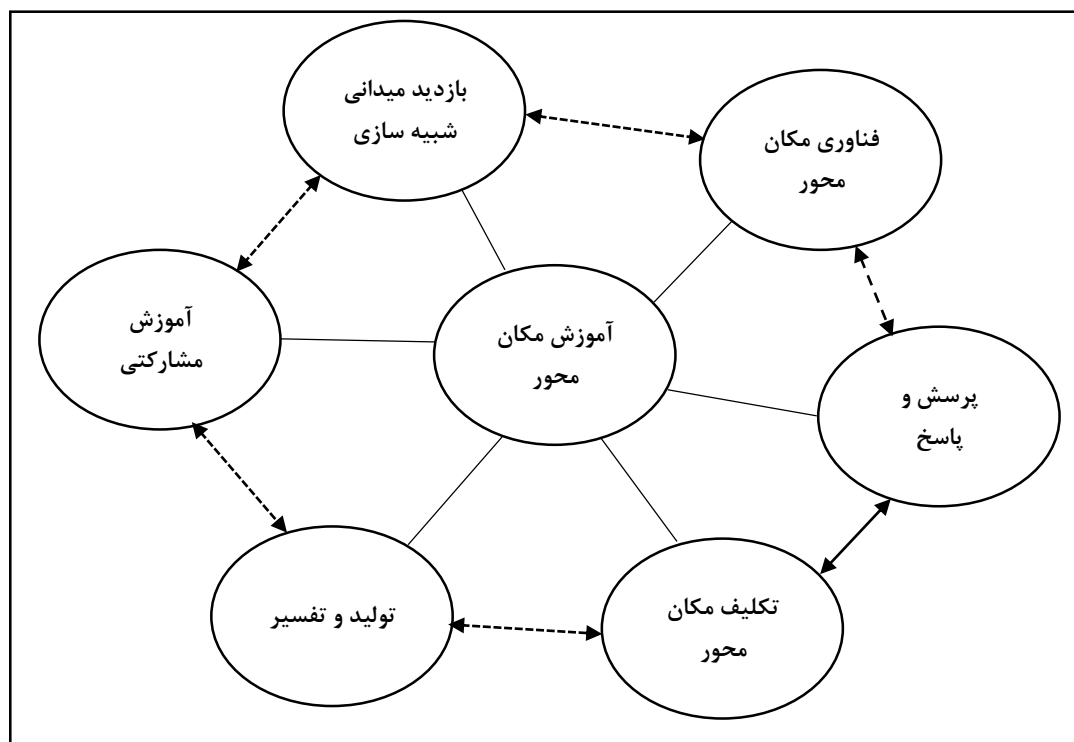 بازدید میدانی
شبیه سازی
فناوری مکان
محور
آموزش
مشارکتی
آموزش مکان
محور
پرسش و
پاسخ
تولید و تفسیر
تکلیف مکان
محور